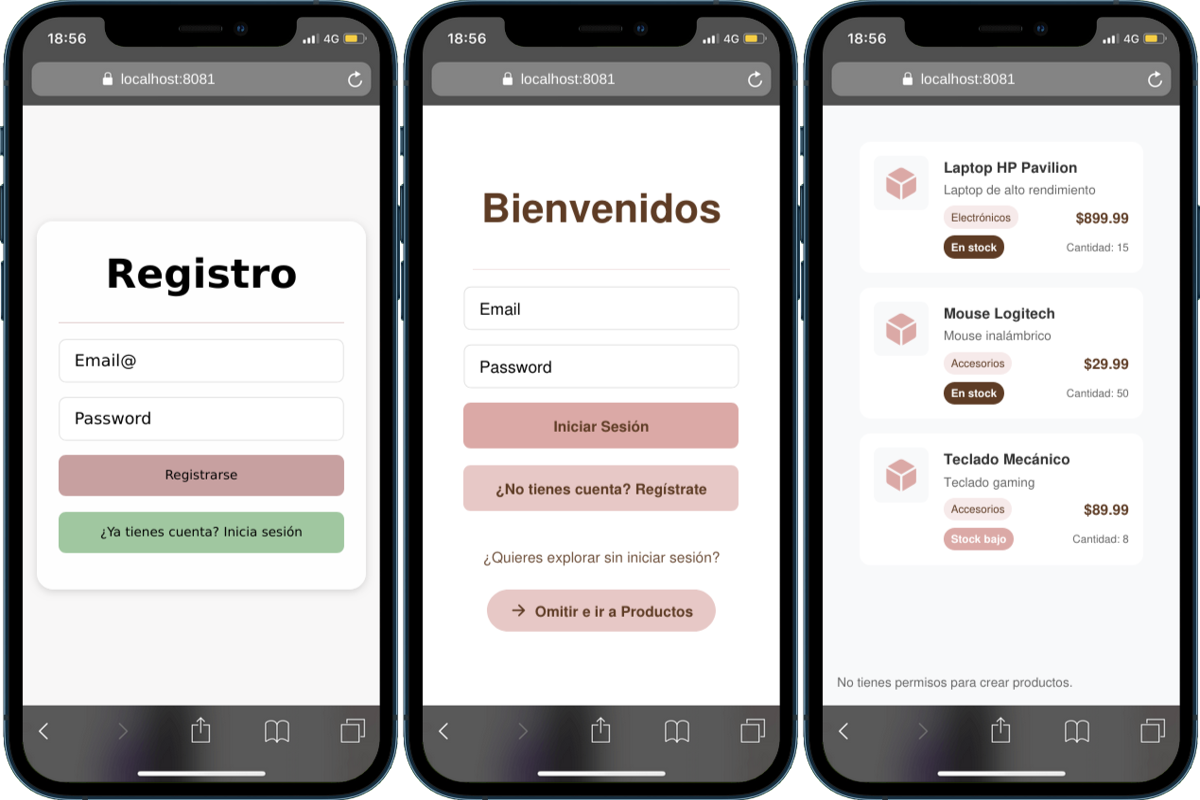 18:56
4G
localhost:8081
Registro
Email@
Password
Registrarse
¿Ya tienes cuenta? Inicia sesión
18:56
4G
localhost:8081
Bienvenidos
Email
Password
Iniciar Sesión
¿No tienes cuenta? Regístrate
¿Quieres explorar sin iniciar sesión?
Omitir e ir a Productos
18:56
4G
localhost:8081
Laptop HP Pavilion
Laptop de alto rendimiento
Electrónicos
$899.99
En stock
Cantidad: 15
Mouse Logitech
Mouse inalámbrico
Accesorios
$29.99
En stock
Cantidad: 50
Teclado Mecánico
Teclado gaming
Accesorios
$89.99
Stock bajo
Cantidad: 8
No tienes permisos para crear productos.